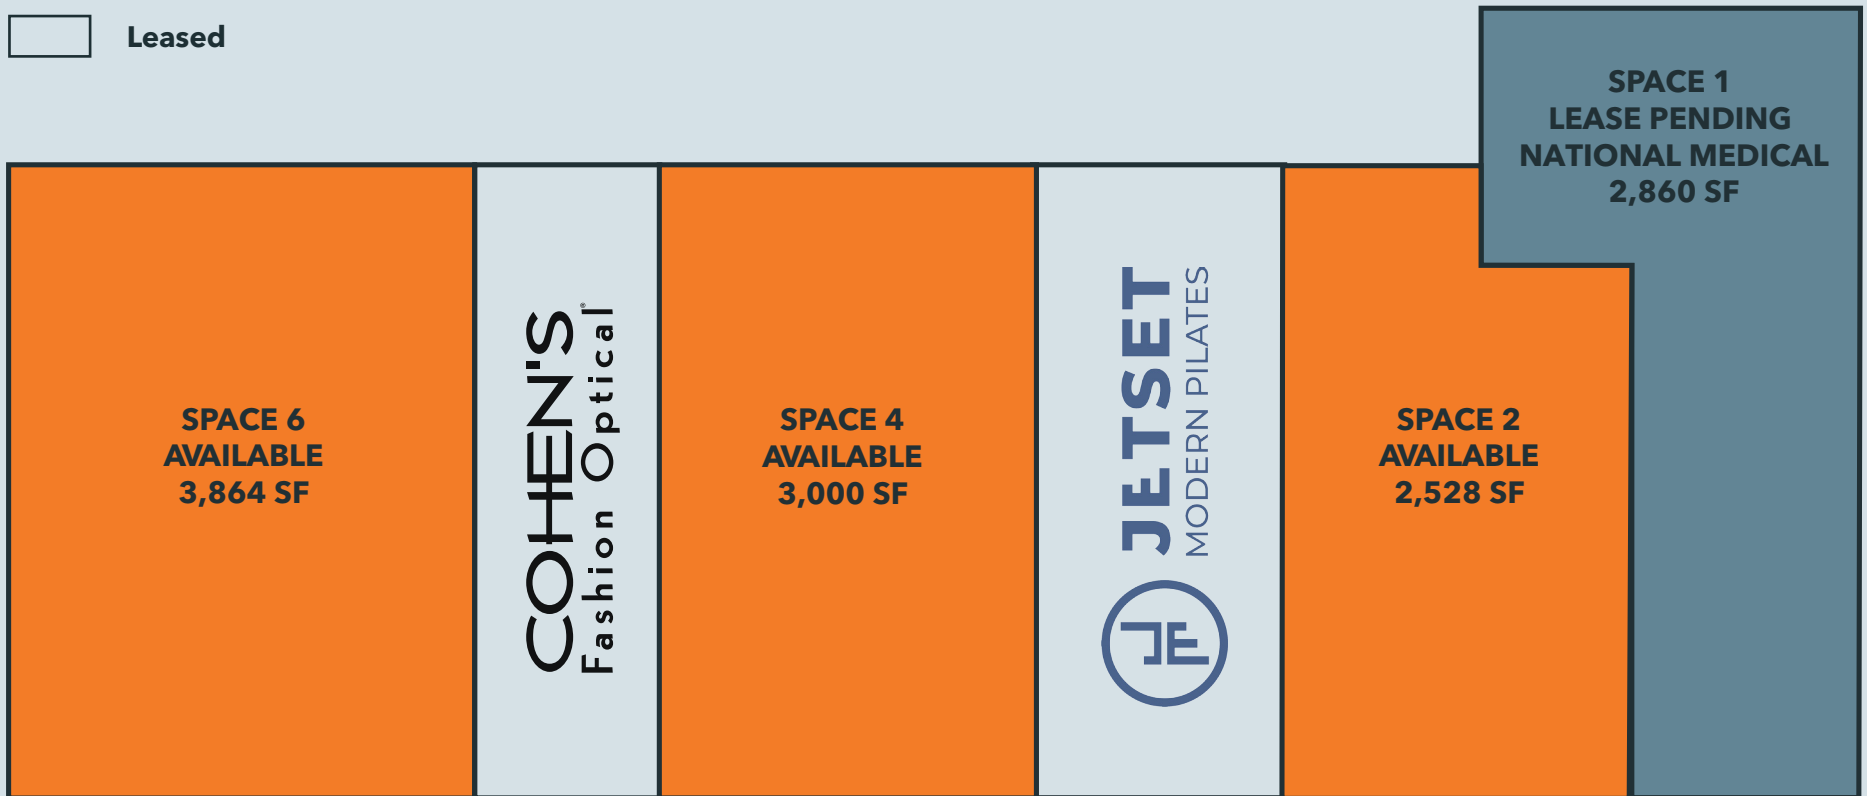 Leased
SPACE 1
LEASE PENDING
NATIONAL MEDICAL
2,860 SF
SPACE 6
AVAILABLE
3,864 SF
COHEN'S
Fashion Optical®
SPACE 4
AVAILABLE
3,000 SF
JETSET
MODERN PILATES
SPACE 2
AVAILABLE
2,528 SF